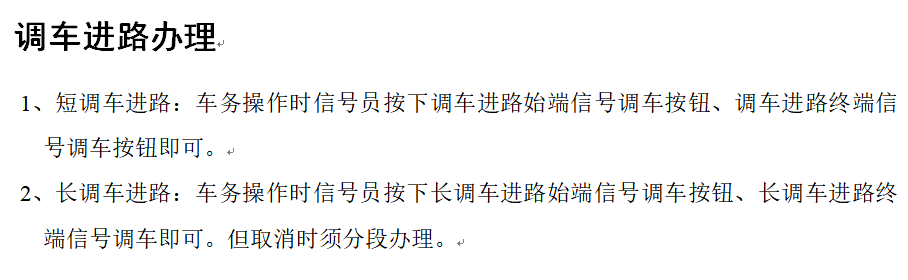 调车进路办理
1、短调车进路：车务操作时信号员按下调车进路始端信号调车按钮、调车进路终端信
号调车按钮即可。
2、长调车进路：车务操作时信号员按下长调车进路始端信号调车按钮、长调车进路终
端信号调车即可。但取消时须分段办理。